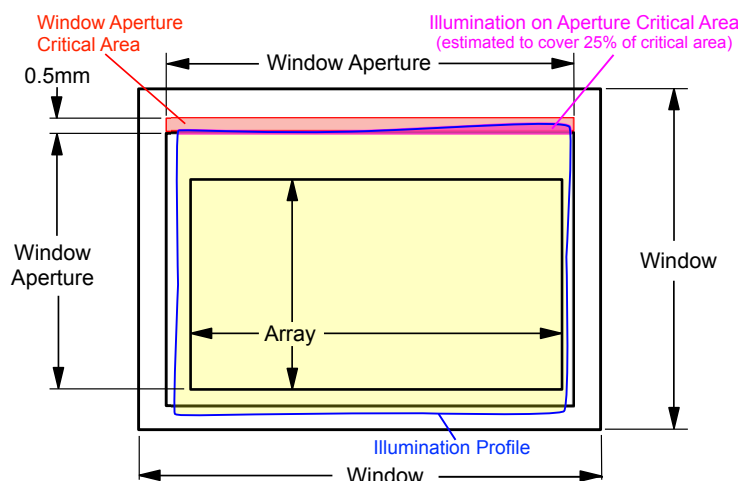 Window Aperture
Critical Area
Illumination on Aperture Critical Area
(estimated to cover 25% of critical area)
Window Aperture
0.5mm
Window
Aperture
Window
Array
Illumination Profile
Window